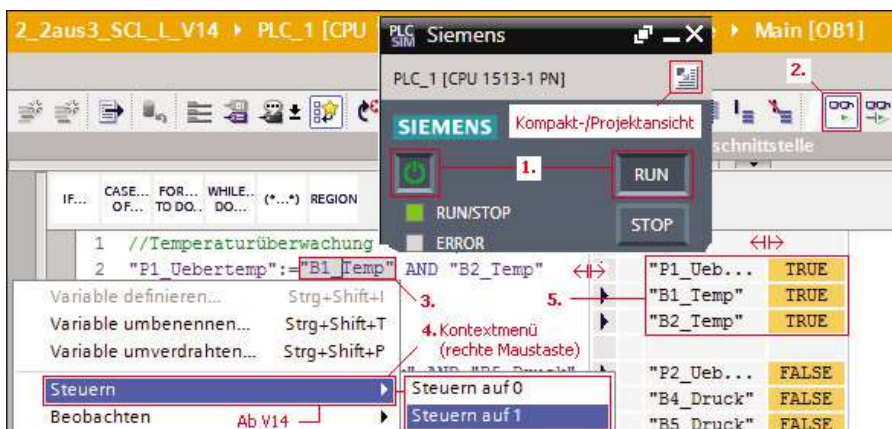 2_2aus3_SCL_L_V14 ▸ PLC_1 [CPU
▸ Main [OB1]
PLC SIM Siemens
PLC_1 [CPU 1513-1 PN]
2.
Kompakt-/Projektansicht
SIEMENS
schnittstelle
1.
RUN
IF...
CASE... OF...
FOR... TO DO..
WHILE.. DO...
(*...*)
REGION
RUN/STOP
STOP
ERROR
1 //Temperaturüberwachung
2 "P1_Uebertemp":="B1_Temp" AND "B2_Temp"
"P1_Ueb... TRUE
3.
5.
"B1_Temp" TRUE
"B2_Temp" TRUE
Variable definieren... Strg+Shift+I
Variable umbenennen... Strg+Shift+T
Variable umverdrahten... Strg+Shift+P
4. Kontextmenü
(rechte Maustaste)
" AND "B5_Druck"
"P2_Ueb... FALSE
Steuern
Steuern auf 0
"B4_Druck" FALSE
Beobachten
Ab V14
Steuern auf 1
"B5_Druck" FALSE